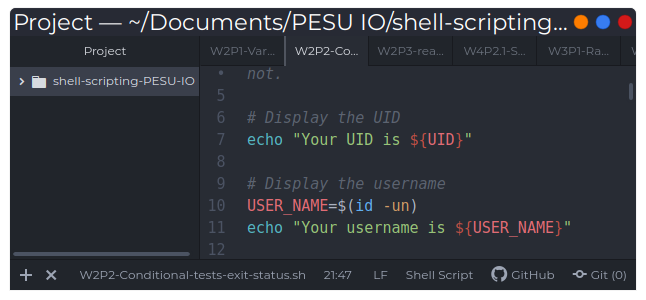 Project — ~/Documents/PESU IO/shell-scripting…
Project
W2P1-Var…
W2P2-Co…
W2P3-rea…
W4P2.1-S…
W3P1-Ra…
shell-scripting-PESU-IO
• not.
5
6 # Display the UID
7 echo "Your UID is ${UID}"
8
9 # Display the username
10 USER_NAME=$(id -un)
11 echo "Your username is ${USER_NAME}"
12
W2P2-Conditional-tests-exit-status.sh 21:47 LF Shell Script GitHub Git (0)